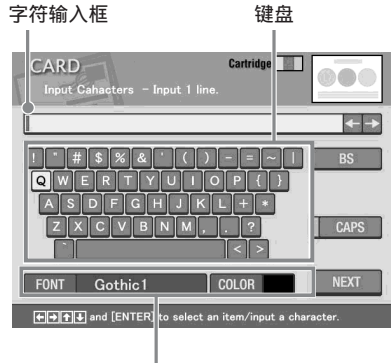 字符输入框 键盘
CARD Cartridge
Input Cahacters – Input 1 line.
! " # $ % & ' ( ) - = ~ | BS
Q W E R T Y U I O P { }
A S D F G H J K L + *
Z X C V B N M , . ? CAPS
` < >
FONT Gothic1 COLOR NEXT
and [ENTER] to select an item/input a character.